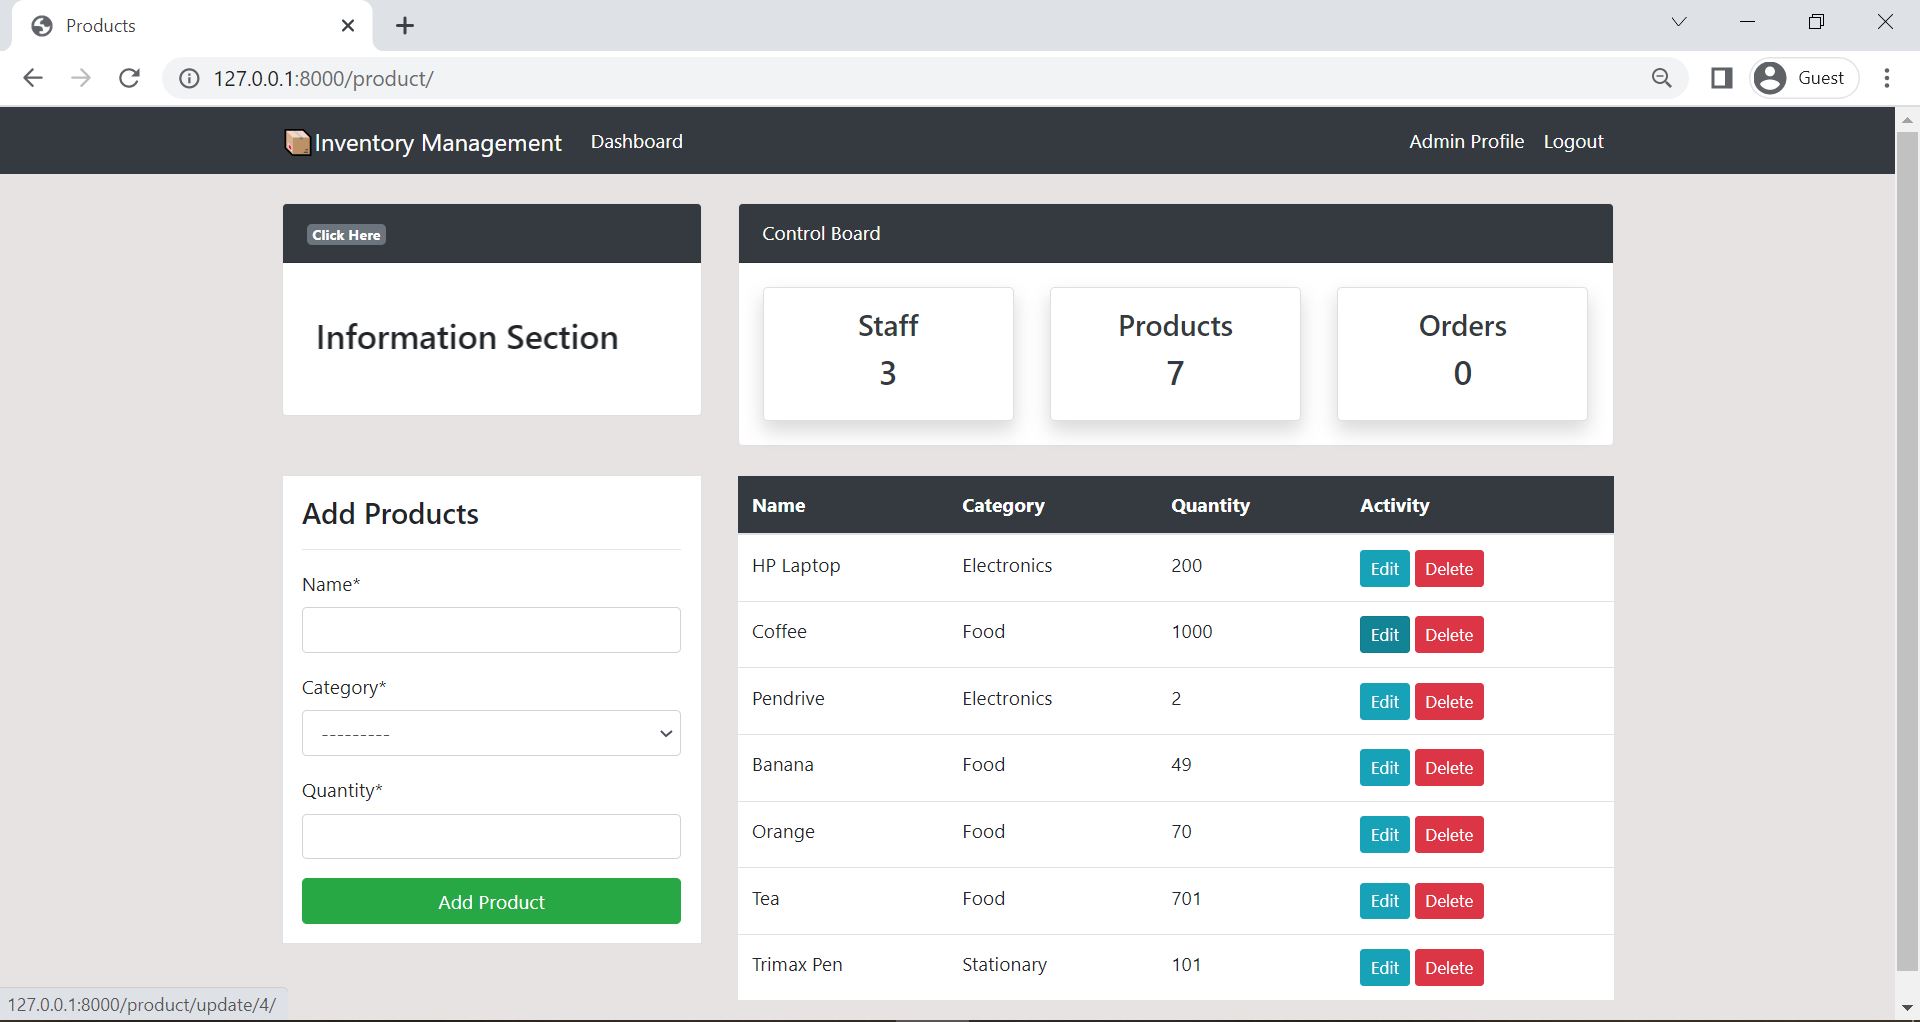 Products
127.0.0.1:8000/product/
Guest
Inventory Management Dashboard Admin Profile Logout
Click Here
Information Section
Control Board
Staff Products Orders
3 7 0
Add Products
Name*
Category*
---------
Quantity*
Add Product
Name Category Quantity Activity
HP Laptop Electronics 200 Edit Delete
Coffee Food 1000 Edit Delete
Pendrive Electronics 2 Edit Delete
Banana Food 49 Edit Delete
Orange Food 70 Edit Delete
Tea Food 701 Edit Delete
Trimax Pen Stationary 101 Edit Delete
127.0.0.1:8000/product/update/4/